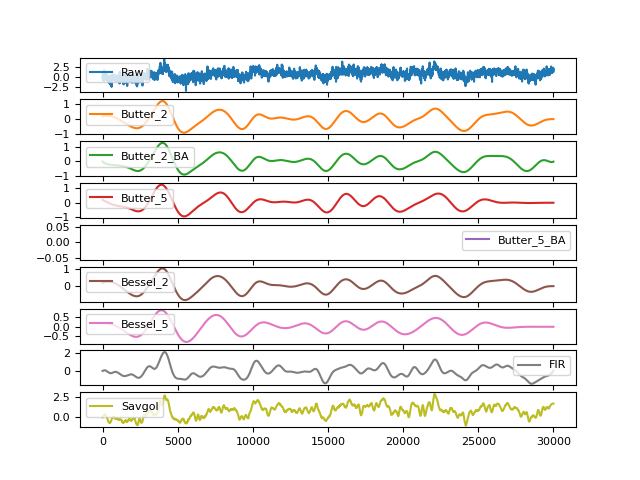 2.5
0.0
−2.5
Raw
1
0
−1
Butter_2
1
0
−1
Butter_2_BA
1
0
−1
Butter_5
0.05
0.00
−0.05
Butter_5_BA
1
0
Bessel_2
0.5
0.0
−0.5
Bessel_5
2
0
FIR
2.5
0.0
Savgol
0 5000 10000 15000 20000 25000 30000